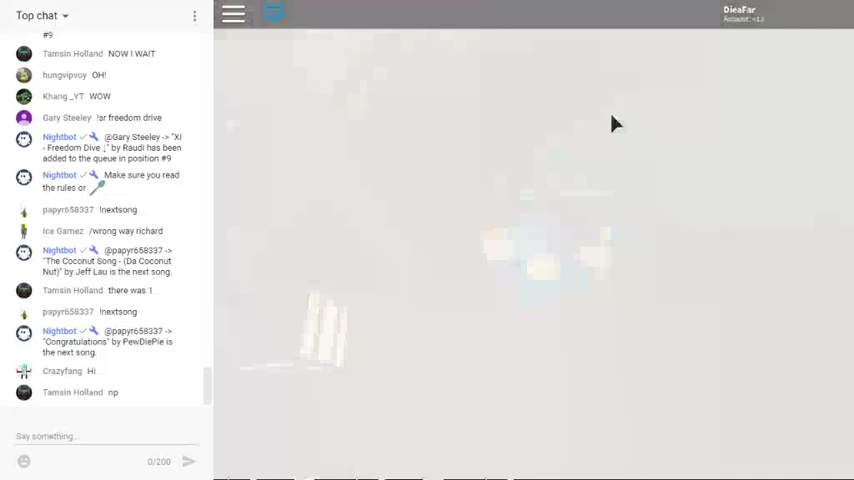 Top chat
DieaFar
Account: <13
#9
Tamsin Holland NOW I WAIT
hungvipvoy OH!
Khang _YT WOW
Gary Steeley !sr freedom drive
Nightbot @Gary Steeley -> "XI
- Freedom Dive ↓" by Raudi has been
added to the queue in position #9
Nightbot Make sure you read
the rules or
papyr658337 !nextsong
Ice Gamez /wrong way richard
Nightbot @papyr658337 ->
"The Coconut Song - (Da Coconut
Nut)" by Jeff Lau is the next song.
Tamsin Holland there was 1
papyr658337 !nextsong
Nightbot @papyr658337 ->
"Congratulations" by PewDiePie is
the next song.
Crazyfang Hi
Tamsin Holland np
Say something...
0/200